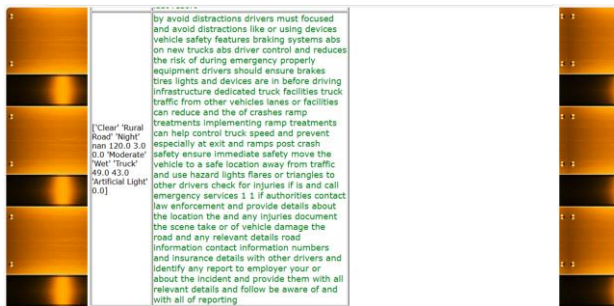 ['Clear' 'Rural
Road' 'Night'
nan 120.0 3.0
0.0 'Moderate'
'Wet' 'Truck'
49.0 43.0
'Artificial Light'
0.0]
by avoid distractions drivers must focused
and avoid distractions like or using devices
vehicle safety features braking systems abs
on new trucks abs driver control and reduces
the risk of during emergency properly
equipment drivers should ensure brakes
tires lights and devices are in before driving
infrastructure dedicated truck facilities truck
traffic from other vehicles lanes or facilities
can reduce and the of crashes ramp
treatments implementing ramp treatments
can help control truck speed and prevent
especially at exit and ramps post crash
safety ensure immediate safety move the
vehicle to a safe location away from traffic
and use hazard lights flares or triangles to
other drivers check for injuries if is and call
emergency services 1 1 if authorities contact
law enforcement and provide details about
the location the and any injuries document
the scene take or of vehicle damage the
road and any relevant details road
information contact information numbers
and insurance details with other drivers and
identify any report to employer your or
about the incident and provide them with all
relevant details and follow be aware of and
with all of reporting